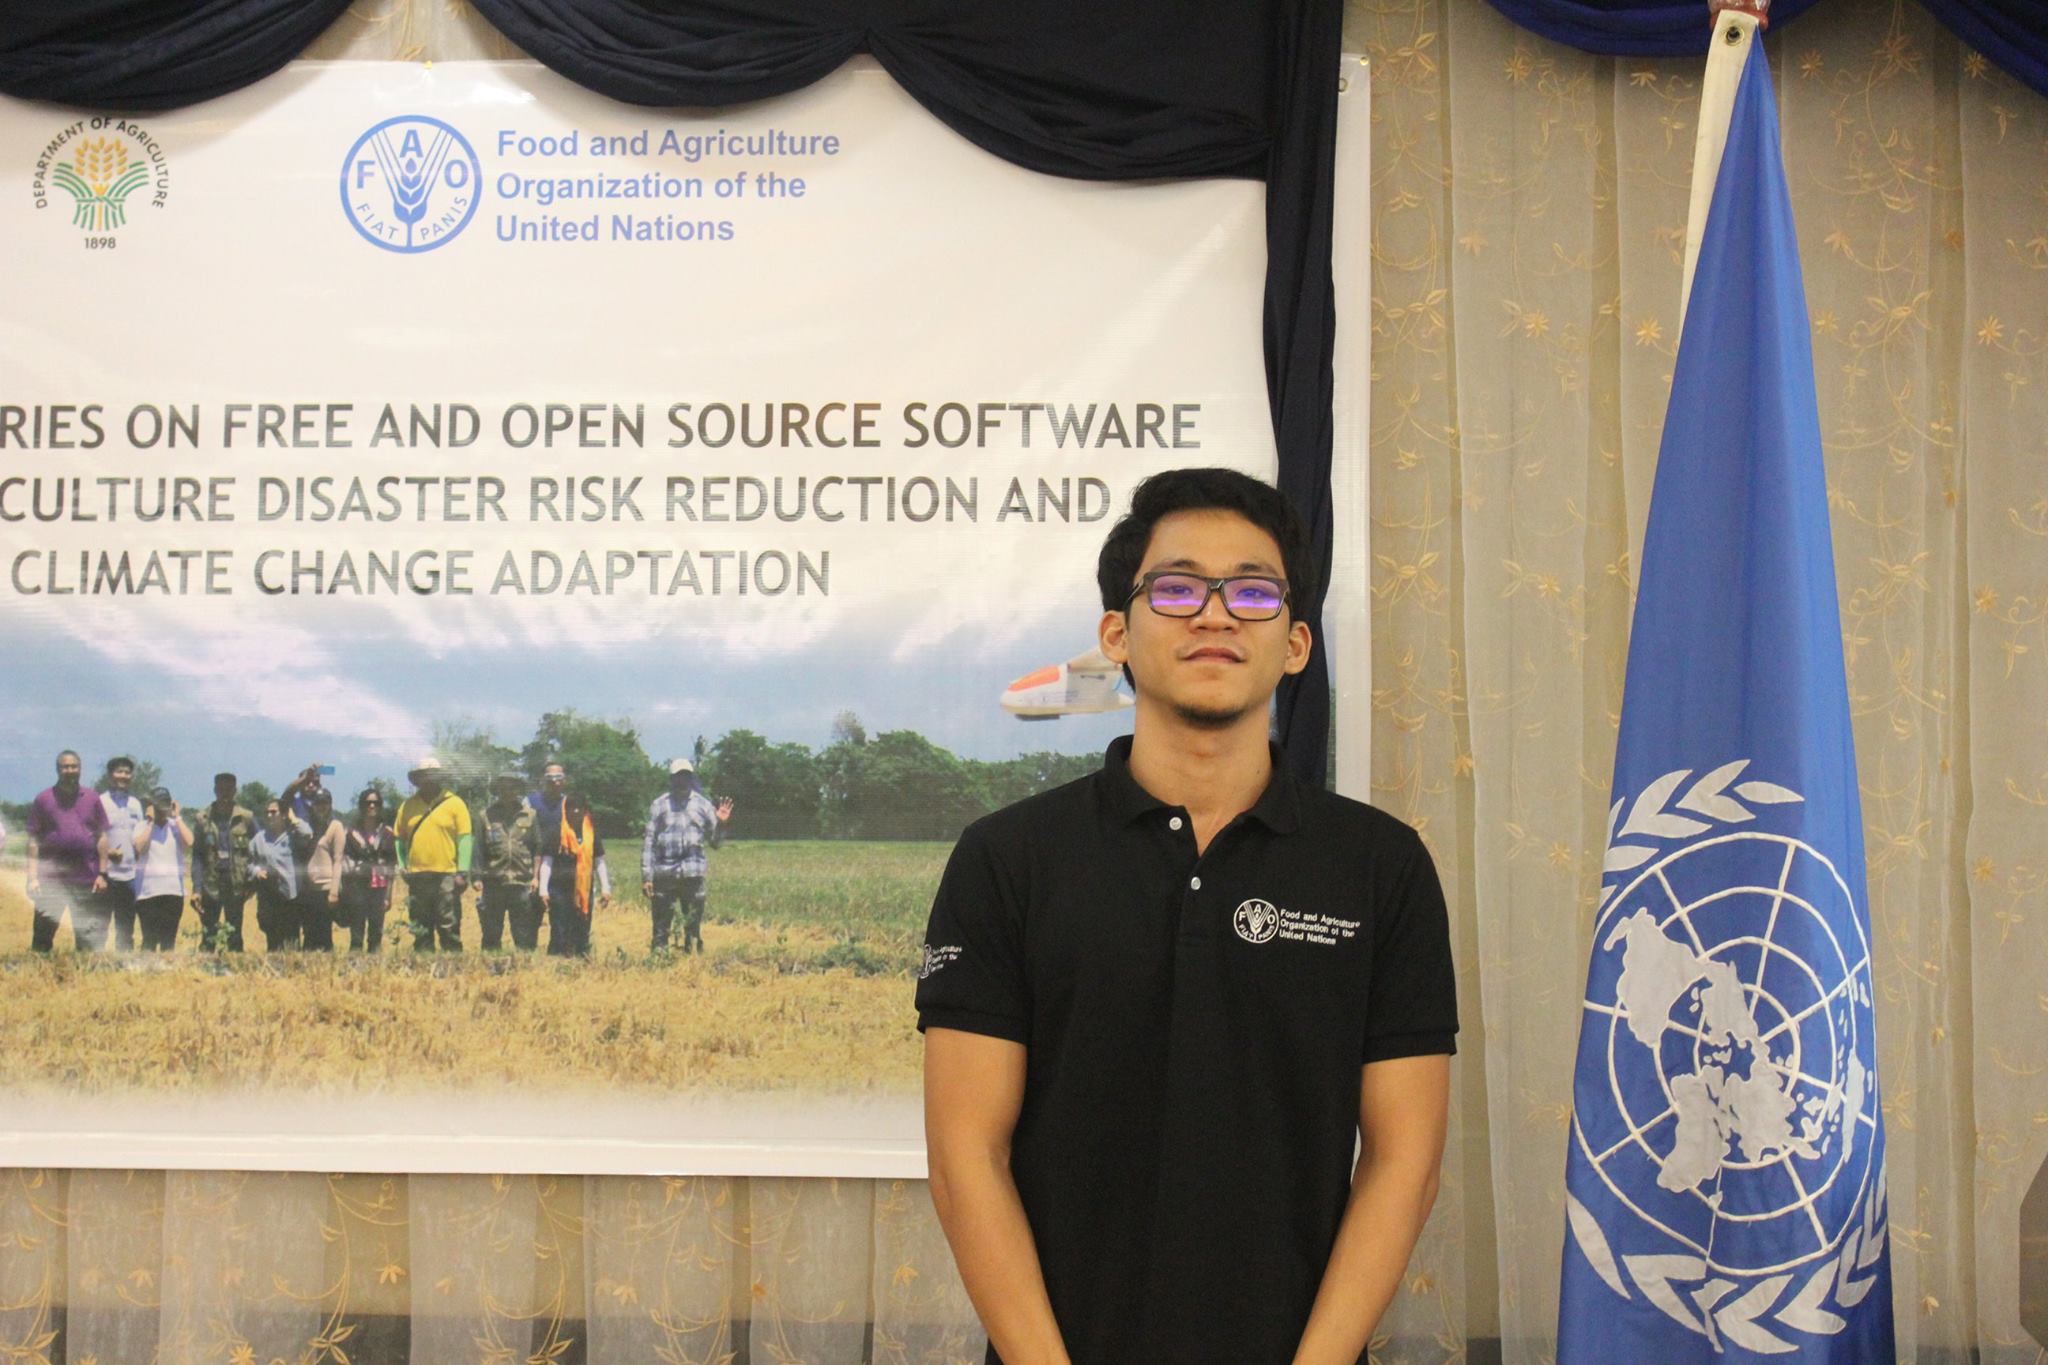 DEPARTMENT OF AGRICULTURE
1898
FAO
FIAT PANIS
Food and Agriculture
Organization of the
United Nations
RIES ON FREE AND OPEN SOURCE SOFTWARE
CULTURE DISASTER RISK REDUCTION AND
CLIMATE CHANGE ADAPTATION
FAO
FIAT PANIS
Food and Agriculture
Organization of the
United Nations